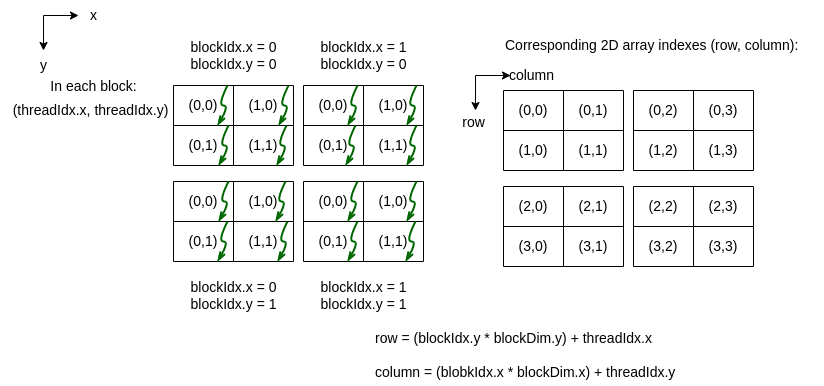 x
y
In each block:
(threadIdx.x, threadIdx.y)
blockIdx.x = 0
blockIdx.y = 0
blockIdx.x = 1
blockIdx.y = 0
(0,0) (1,0) (0,0) (1,0)
(0,1) (1,1) (0,1) (1,1)
(0,0) (1,0) (0,0) (1,0)
(0,1) (1,1) (0,1) (1,1)
blockIdx.x = 0
blockIdx.y = 1
blockIdx.x = 1
blockIdx.y = 1
Corresponding 2D array indexes (row, column):
column
row
(0,0) (0,1) (0,2) (0,3)
(1,0) (1,1) (1,2) (1,3)
(2,0) (2,1) (2,2) (2,3)
(3,0) (3,1) (3,2) (3,3)
row = (blockIdx.y * blockDim.y) + threadIdx.x
column = (blobkIdx.x * blockDim.x) + threadIdx.y